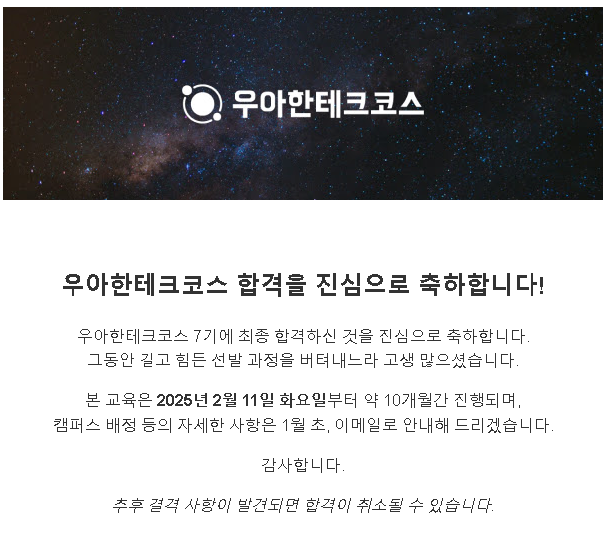 우아한테크코스
우아한테크코스 합격을 진심으로 축하합니다!
우아한테크코스 7기에 최종 합격하신 것을 진심으로 축하합니다.
그동안 길고 힘든 선발 과정을 버텨내느라 고생 많으셨습니다.
본 교육은 2025년 2월 11일 화요일부터 약 10개월간 진행되며,
캠퍼스 배정 등의 자세한 사항은 1월 초, 이메일로 안내해 드리겠습니다.
감사합니다.
추후 결격 사항이 발견되면 합격이 취소될 수 있습니다.